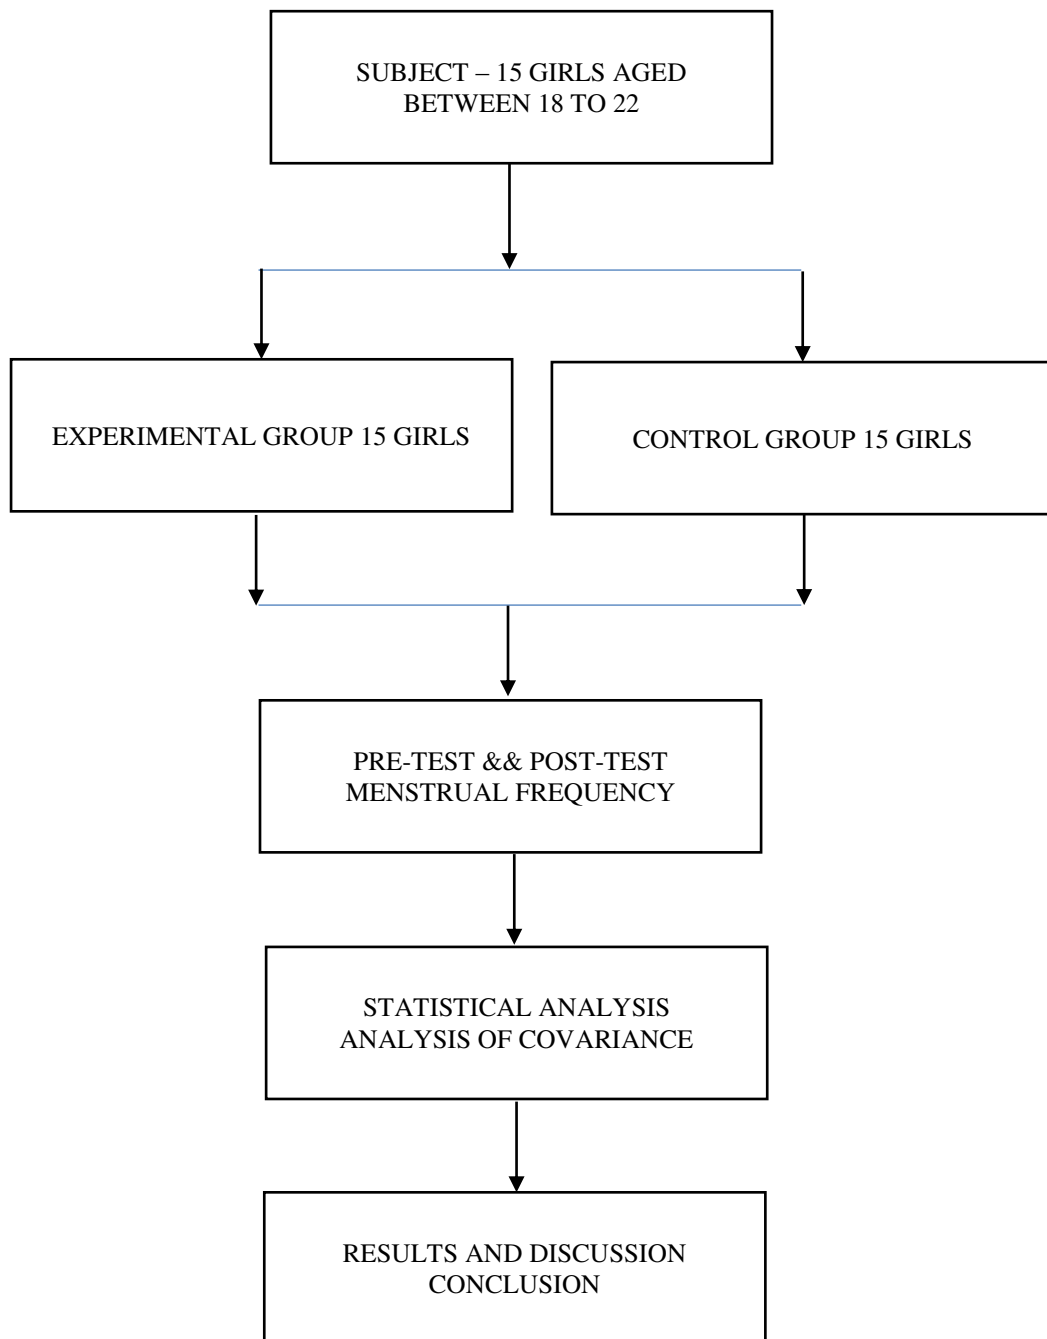 SUBJECT – 15 GIRLS AGED
BETWEEN 18 TO 22
EXPERIMENTAL GROUP 15 GIRLS
CONTROL GROUP 15 GIRLS
PRE-TEST && POST-TEST
MENSTRUAL FREQUENCY
STATISTICAL ANALYSIS
ANALYSIS OF COVARIANCE
RESULTS AND DISCUSSION
CONCLUSION